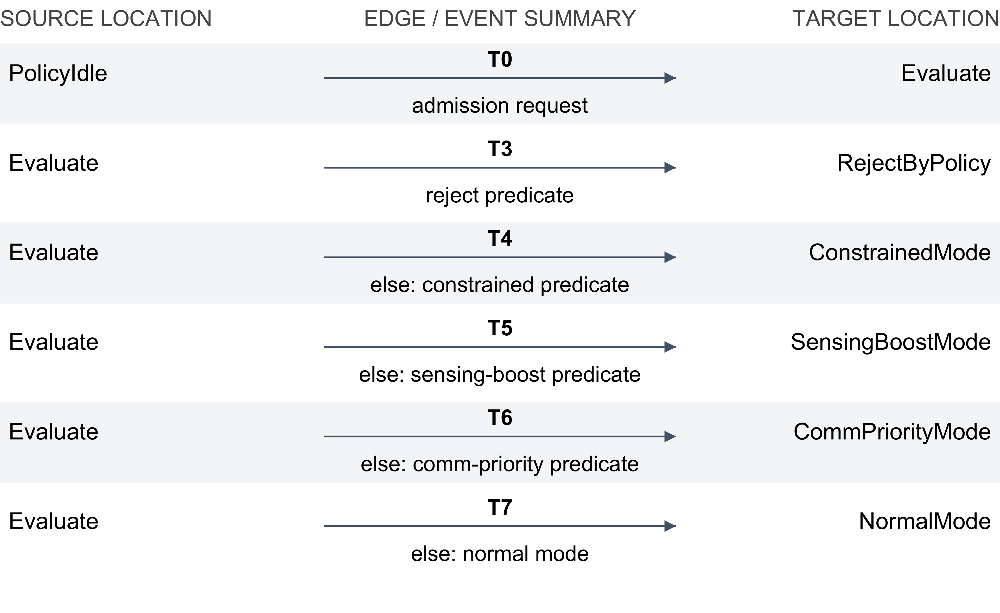 SOURCE LOCATION EDGE / EVENT SUMMARY TARGET LOCATION
T0
PolicyIdle Evaluate
admission request
T3
Evaluate RejectByPolicy
reject predicate
T4
Evaluate ConstrainedMode
else: constrained predicate
T5
Evaluate SensingBoostMode
else: sensing-boost predicate
T6
Evaluate CommPriorityMode
else: comm-priority predicate
T7
Evaluate NormalMode
else: normal mode